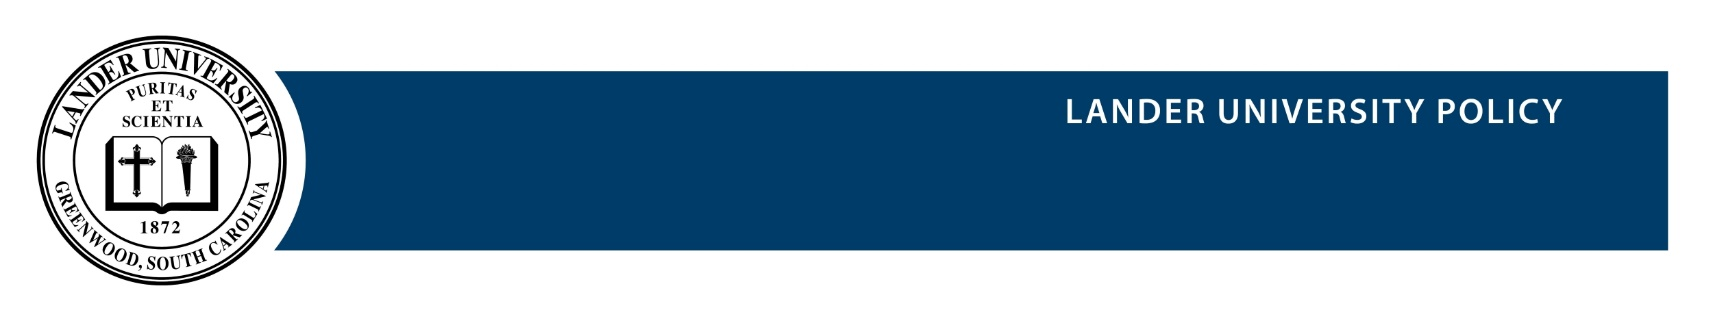 LANDER UNIVERSITY
PURITAS
ET
SCIENTIA
1872
GREENWOOD, SOUTH CAROLINA
LANDER UNIVERSITY POLICY